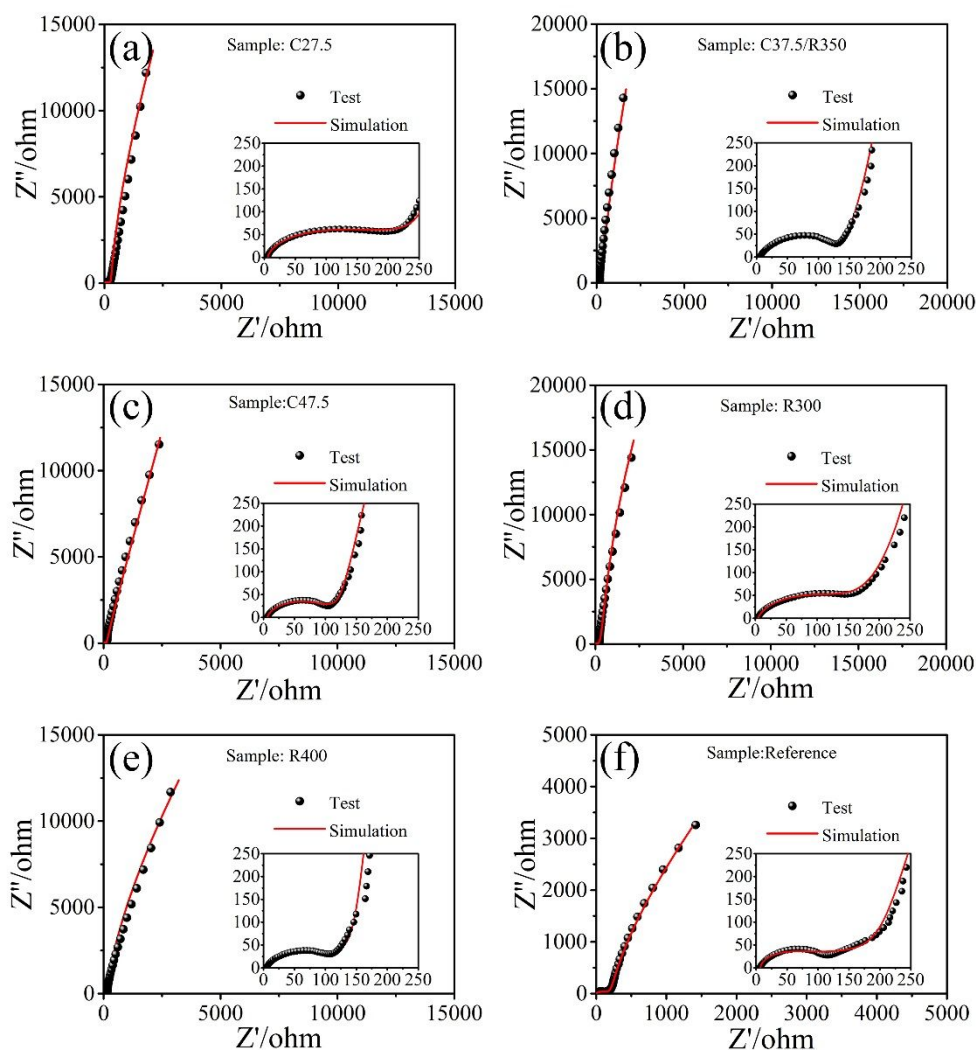 (a)
Sample: C27.5
Test
Simulation
Z''/ohm
15000
10000
5000
0
0 5000 10000 15000
Z'/ohm
250
200
150
100
50
0
0 50 100 150 200 250
(b)
Sample: C37.5/R350
Test
Simulation
Z''/ohm
20000
15000
10000
5000
0
0 5000 10000 15000 20000
Z'/ohm
250
200
150
100
50
0
0 50 100 150 200 250
(c)
Sample:C47.5
Test
Simulation
Z''/ohm
15000
10000
5000
0
0 5000 10000 15000
Z'/ohm
250
200
150
100
50
0
0 50 100 150 200 250
(d)
Sample: R300
Test
Simulation
Z''/ohm
20000
15000
10000
5000
0
0 5000 10000 15000 20000
Z'/ohm
250
200
150
100
50
0
0 50 100 150 200 250
(e)
Sample: R400
Test
Simulation
Z''/ohm
15000
10000
5000
0
0 5000 10000 15000
Z'/ohm
250
200
150
100
50
0
0 50 100 150 200 250
(f)
Sample:Reference
Test
Simulation
Z''/ohm
5000
4000
3000
2000
1000
0
0 1000 2000 3000 4000 5000
Z'/ohm
250
200
150
100
50
0
0 50 100 150 200 250